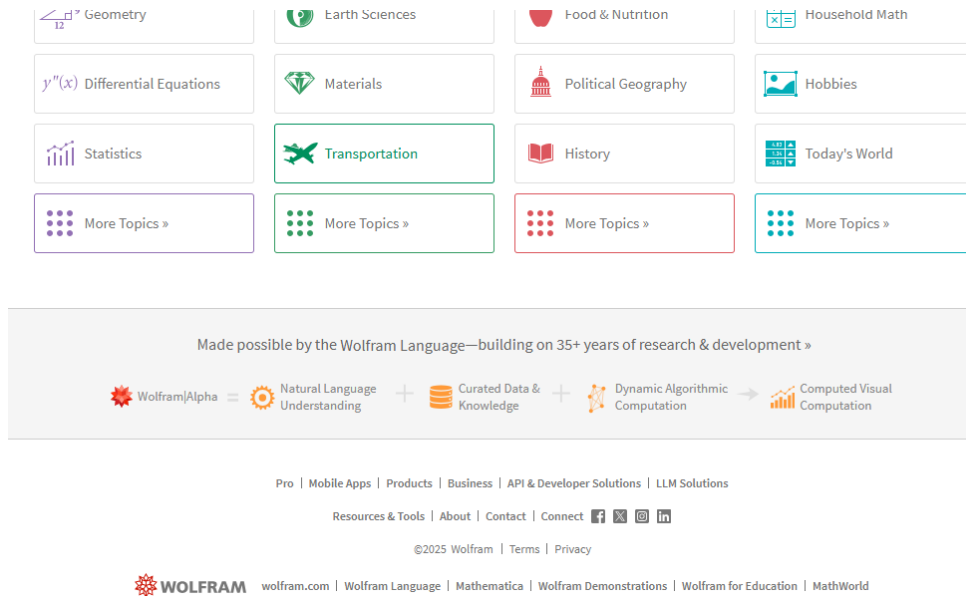 12
9
Geometry
Earth Sciences
Food & Nutrition
Household Math
y″(x) Differential Equations
Materials
Political Geography
Hobbies
Statistics
Transportation
History
Today's World
More Topics »
More Topics »
More Topics »
More Topics »
Made possible by the Wolfram Language—building on 35+ years of research & development »
Wolfram|Alpha = Natural Language Understanding + Curated Data & Knowledge + Dynamic Algorithmic Computation → Computed Visual Computation
Pro | Mobile Apps | Products | Business | API & Developer Solutions | LLM Solutions
Resources & Tools | About | Contact | Connect
©2025 Wolfram | Terms | Privacy
WOLFRAM wolfram.com | Wolfram Language | Mathematica | Wolfram Demonstrations | Wolfram for Education | MathWorld